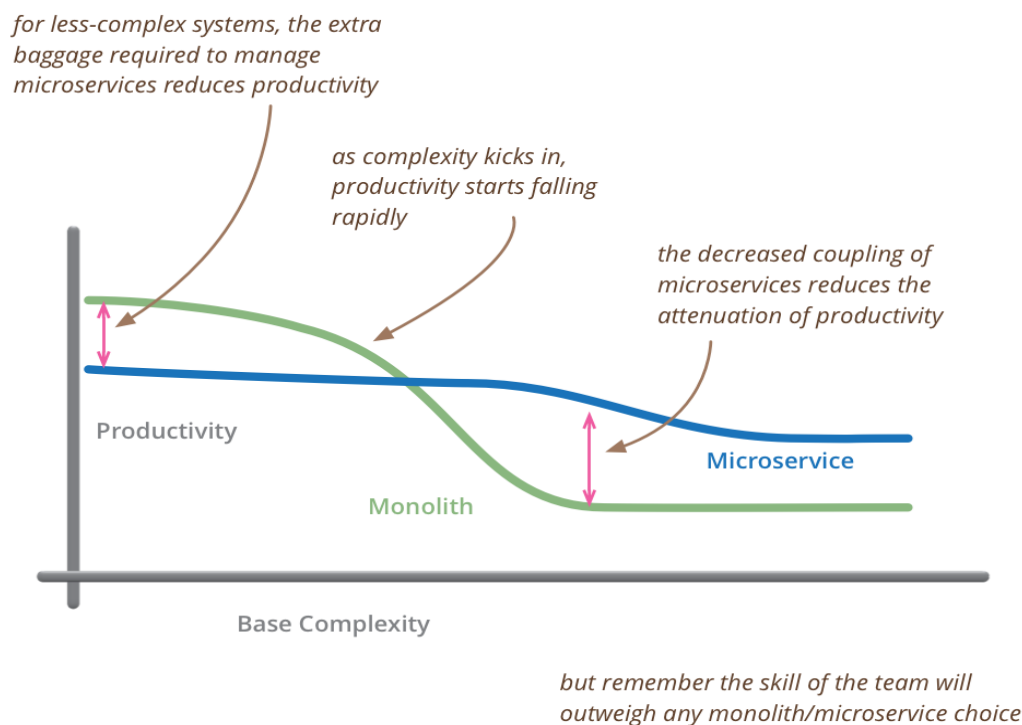 for less-complex systems, the extra
baggage required to manage
microservices reduces productivity
as complexity kicks in,
productivity starts falling
rapidly
the decreased coupling of
microservices reduces the
attenuation of productivity
Productivity
Microservice
Monolith
Base Complexity
but remember the skill of the team will
outweigh any monolith/microservice choice